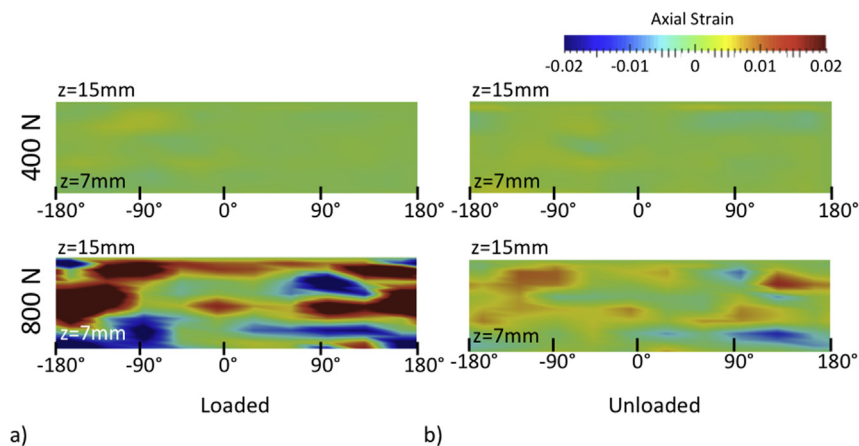 Axial Strain
-0.02 -0.01 0 0.01 0.02
400 N
z=15mm
z=7mm
-180° -90° 0° 90° 180°
z=15mm
z=7mm
-180° -90° 0° 90° 180°
800 N
z=15mm
z=7mm
-180° -90° 0° 90° 180°
z=15mm
z=7mm
-180° -90° 0° 90° 180°
Loaded
Unloaded
a)
b)